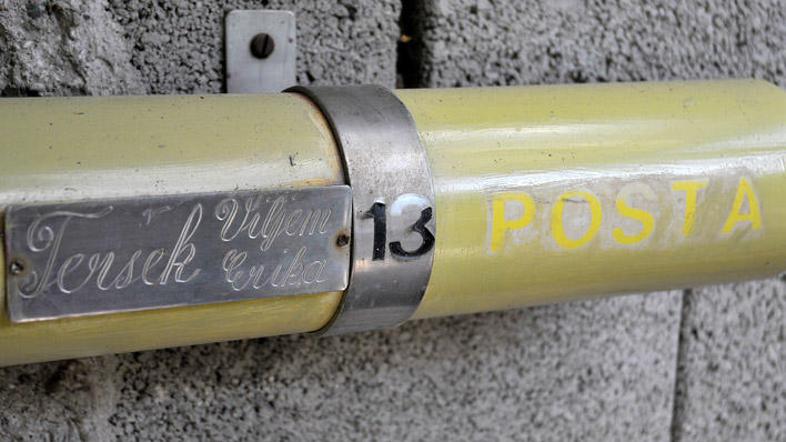 Teršek Viljem
Erika
13
POSTA